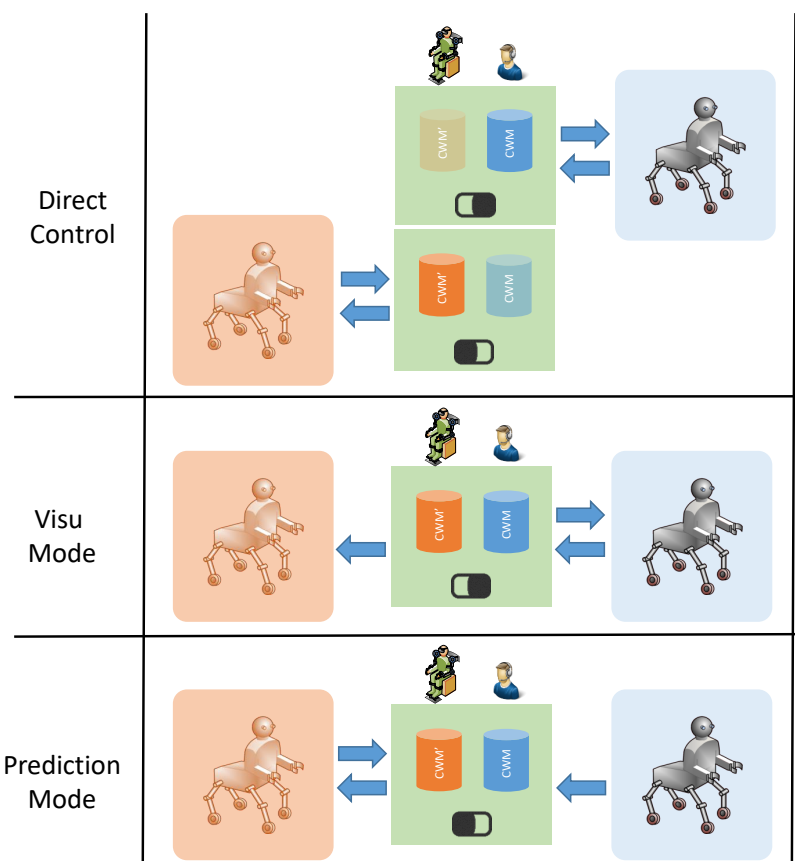 Direct
Control
CWM'
CWM
CWM'
CWM
Visu
Mode
CWM'
CWM
Prediction
Mode
CWM'
CWM